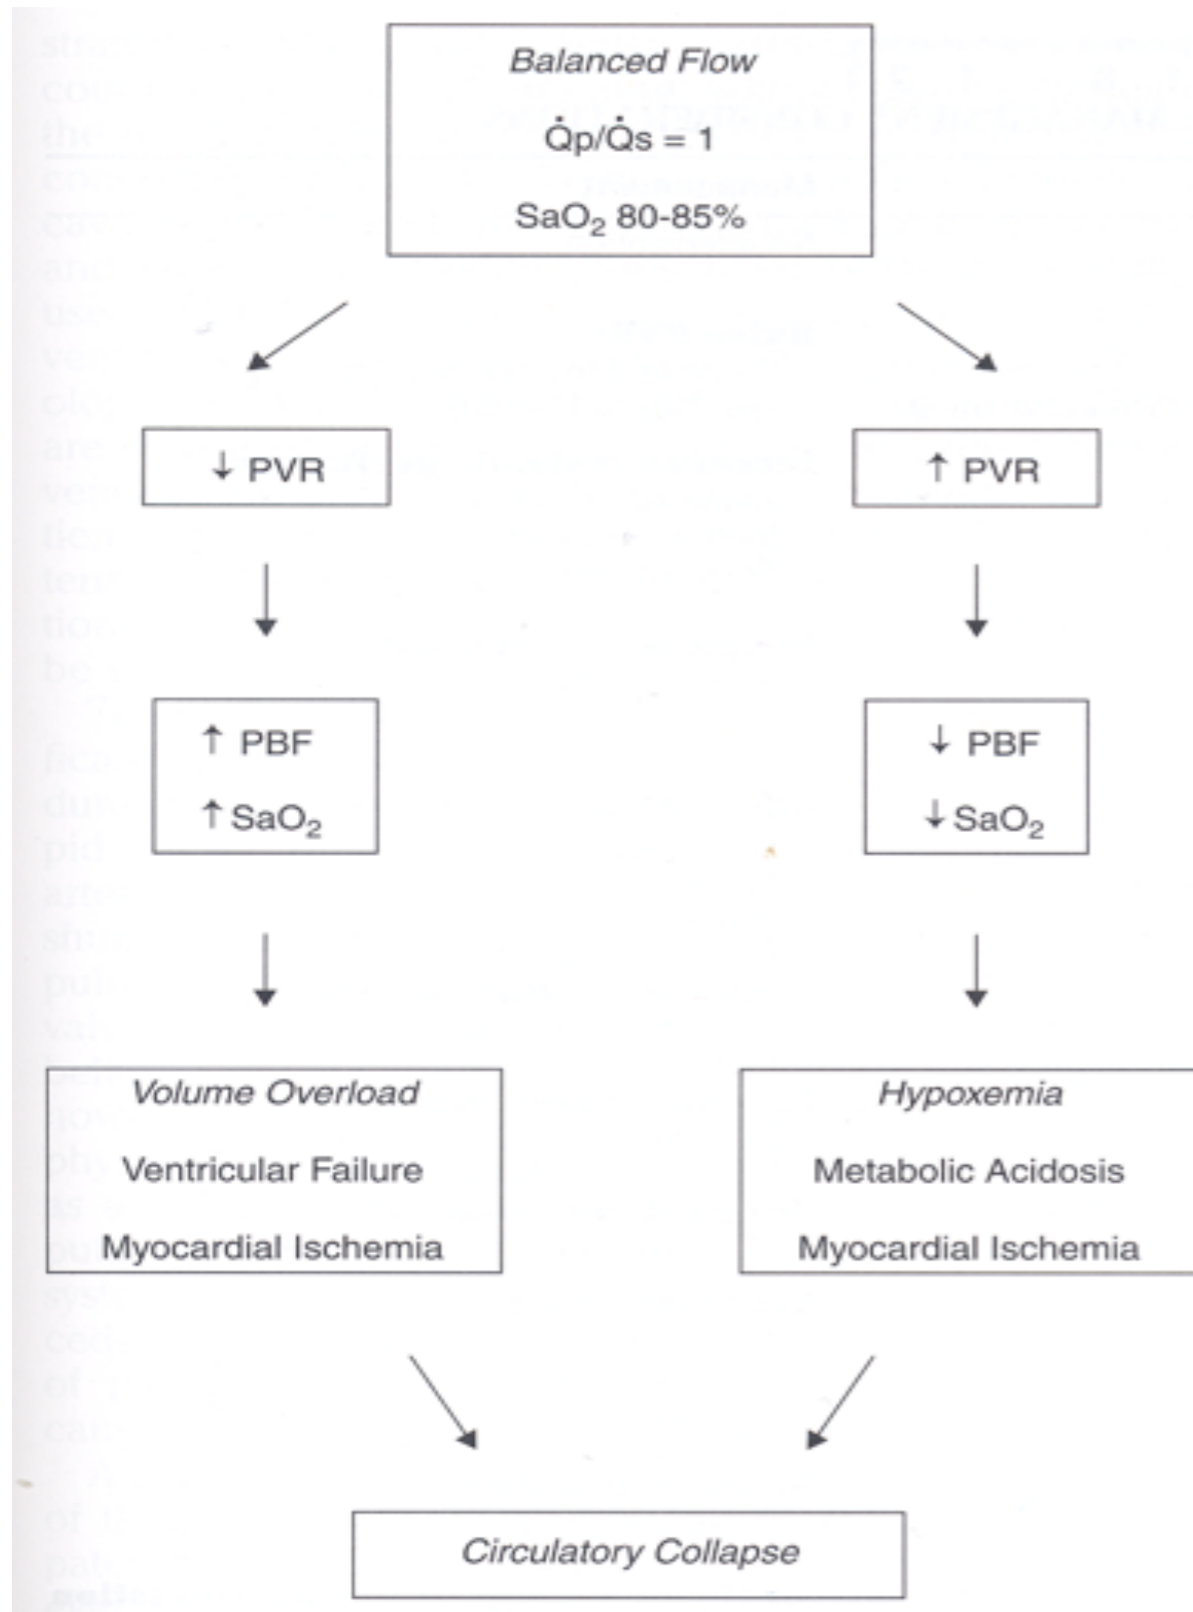 Balanced Flow
Q̇p/Q̇s = 1
SaO₂ 80-85%
↓ PVR
↑ PVR
↑ PBF
↑ SaO₂
↓ PBF
↓ SaO₂
Volume Overload
Ventricular Failure
Myocardial Ischemia
Hypoxemia
Metabolic Acidosis
Myocardial Ischemia
Circulatory Collapse